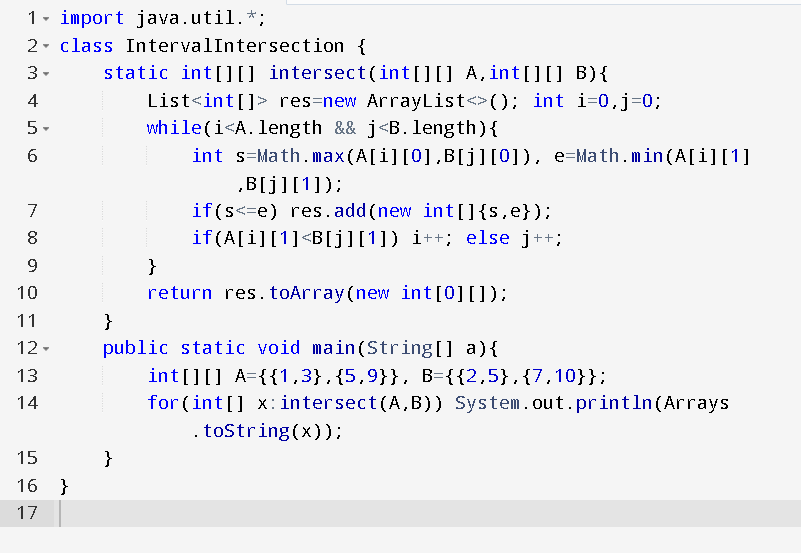 1 import java.util.*;
2 class IntervalIntersection {
3     static int[][] intersect(int[][] A,int[][] B){
4         List<int[]> res=new ArrayList<>(); int i=0,j=0;
5         while(i<A.length && j<B.length){
6             int s=Math.max(A[i][0],B[j][0]), e=Math.min(A[i][1]
                ,B[j][1]);
7             if(s<=e) res.add(new int[]{s,e});
8             if(A[i][1]<B[j][1]) i++; else j++;
9         }
10         return res.toArray(new int[0][]);
11     }
12     public static void main(String[] a){
13         int[][] A={{1,3},{5,9}}, B={{2,5},{7,10}};
14         for(int[] x:intersect(A,B)) System.out.println(Arrays
            .toString(x));
15     }
16 }
17